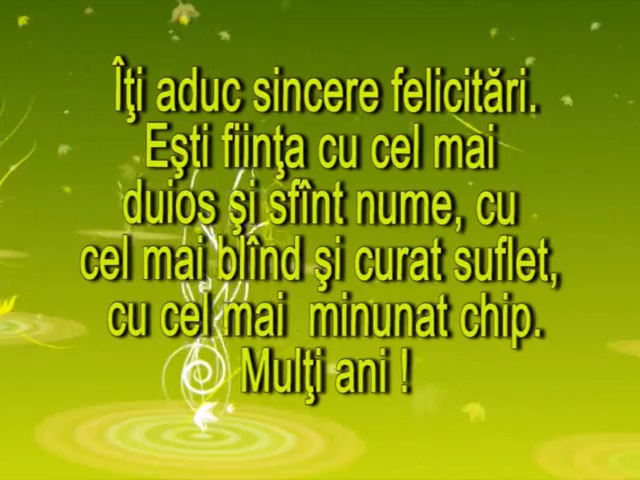 Îţi aduc sincere felicitări.
Eşti fiinţa cu cel mai
duios şi sfînt nume, cu
cel mai blînd şi curat suflet,
cu cel mai minunat chip.
Mulţi ani !